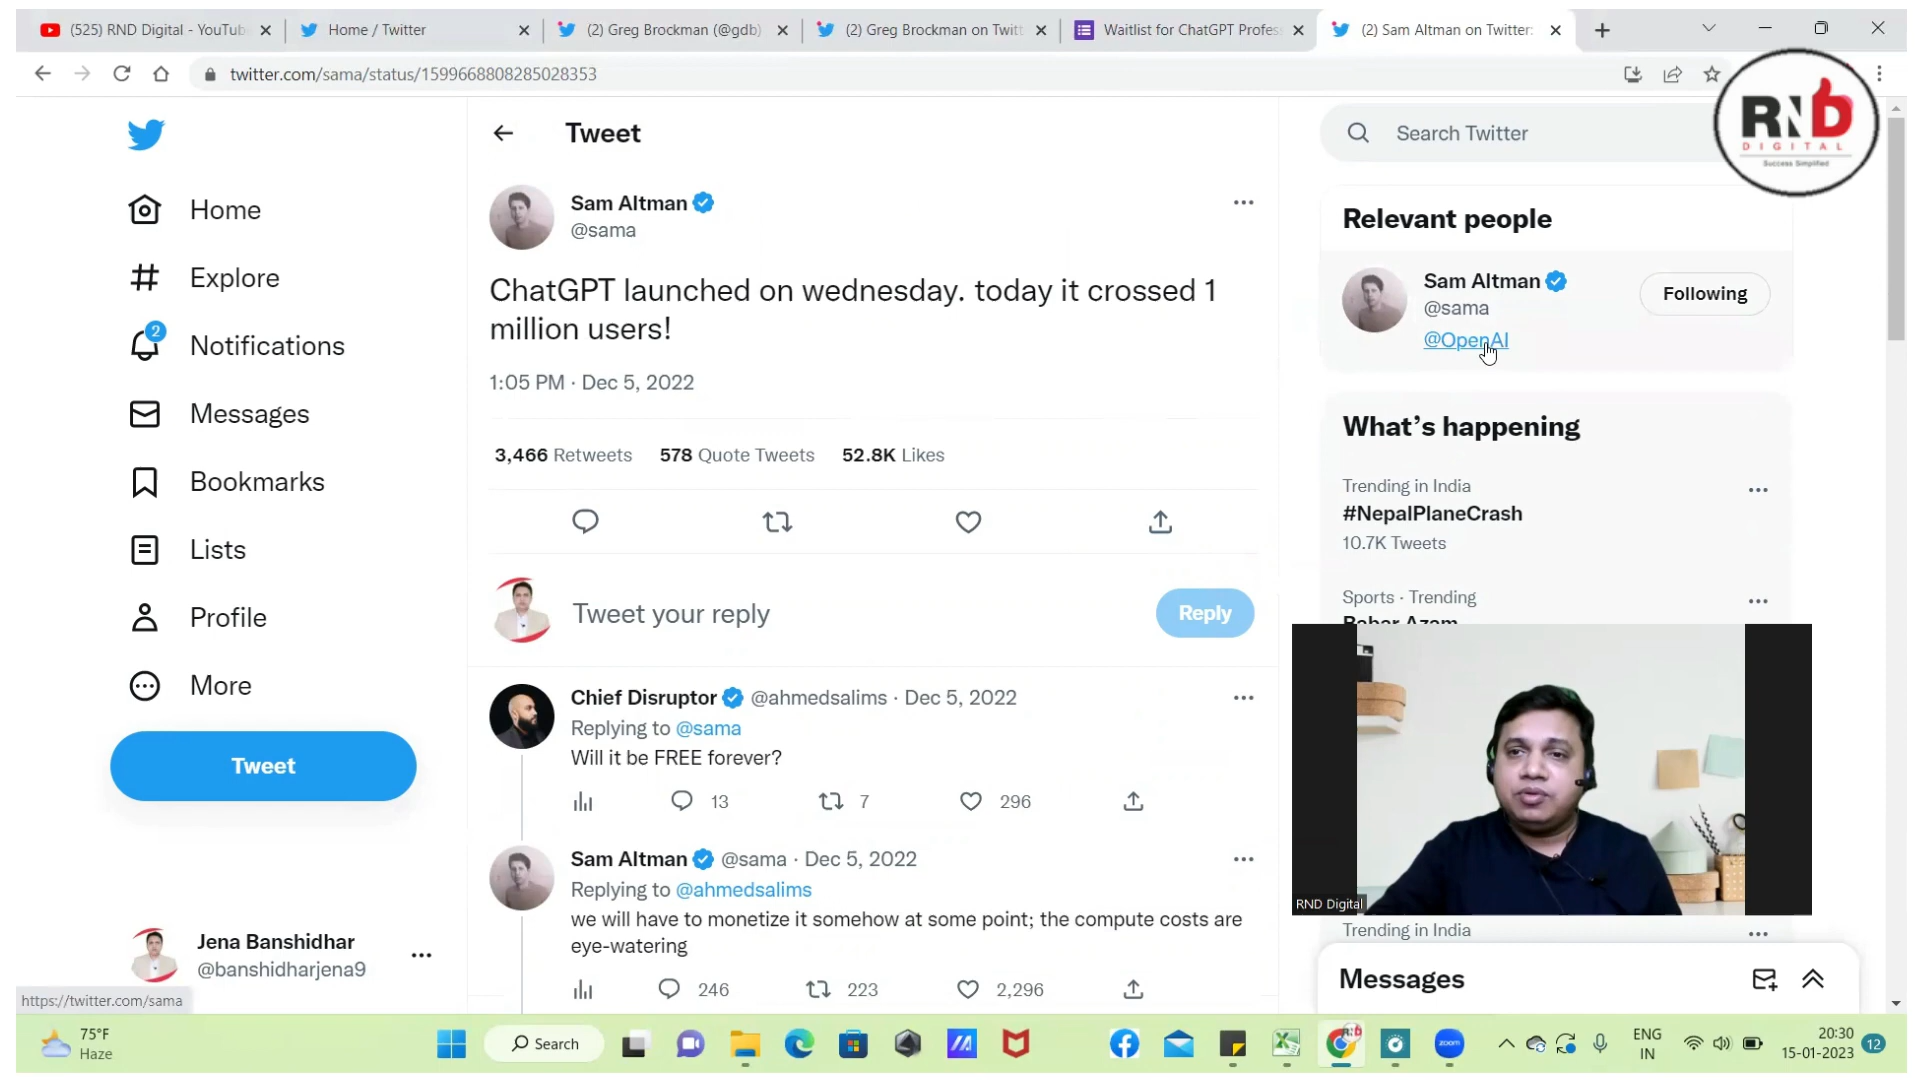 (525) RND Digital - YouTub
Home / Twitter
(2) Greg Brockman (@gdb)
(2) Greg Brockman on Twitt
Waitlist for ChatGPT Profess
(2) Sam Altman on Twitter:
twitter.com/sama/status/1599668808285028353
RND
DIGITAL
Success Simplified
Home
Explore
2
Notifications
Messages
Bookmarks
Lists
Profile
More
Tweet
Jena Banshidhar
@banshidharjena9
https://twitter.com/sama
Tweet
Sam Altman
@sama
ChatGPT launched on wednesday. today it crossed 1
million users!
1:05 PM · Dec 5, 2022
3,466 Retweets 578 Quote Tweets 52.8K Likes
Tweet your reply
Reply
Chief Disruptor @ahmedsalims · Dec 5, 2022
Replying to @sama
Will it be FREE forever?
13 7 296
Sam Altman @sama · Dec 5, 2022
Replying to @ahmedsalims
we will have to monetize it somehow at some point; the compute costs are
eye-watering
246 223 2,296
Search Twitter
Relevant people
Sam Altman
@sama
Following
@OpenAI
What's happening
Trending in India
#NepalPlaneCrash
10.7K Tweets
Sports · Trending
Babar Azam
RND Digital
Trending in India
Messages
75°F
Haze
Search
zoom
ENG
IN
20:30
15-01-2023
12